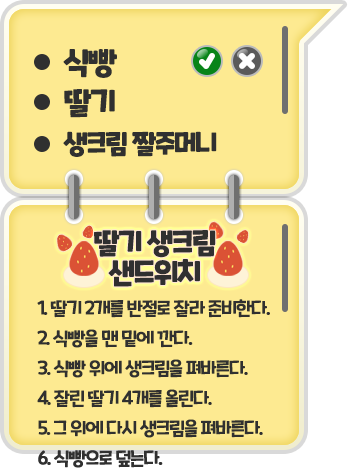 식빵
딸기
생크림 짤주머니
딸기 생크림
샌드위치
1. 딸기 2개를 반절로 잘라 준비한다.
2. 식빵을 맨 밑에 깐다.
3. 식빵 위에 생크림을 펴바른다.
4. 잘린 딸기 4개를 올린다.
5. 그 위에 다시 생크림을 펴바른다.
6. 식빵으로 덮는다.